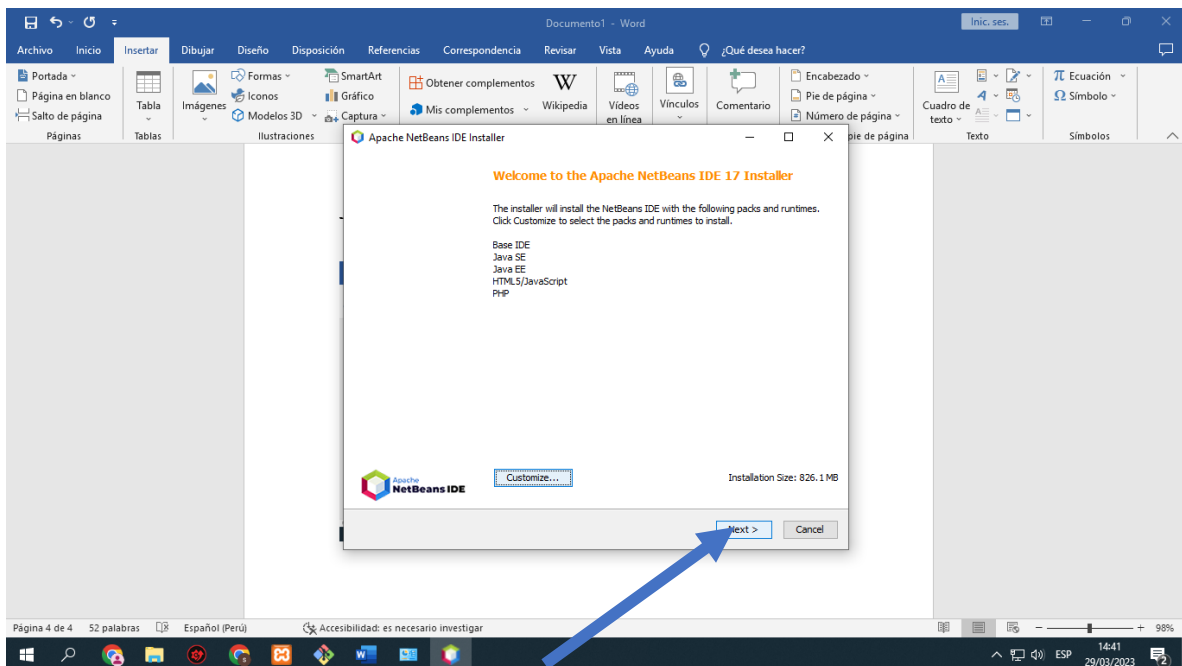 Documento1 - Word
Inic. ses.
Archivo Inicio Insertar Dibujar Diseño Disposición Referencias Correspondencia Revisar Vista Ayuda ¿Qué desea hacer?
Portada
Página en blanco
Salto de página
Páginas
Tabla
Tablas
Imágenes
Formas
Iconos
Modelos 3D
SmartArt
Gráfico
Captura
Ilustraciones
Obtener complementos
Mis complementos
W
Wikipedia
Vídeos
en línea
Vínculos
Comentario
Encabezado
Pie de página
Número de página
pie de página
Cuadro de
texto
Texto
π Ecuación
Ω Símbolo
Símbolos
Apache NetBeans IDE Installer
Welcome to the Apache NetBeans IDE 17 Installer
The installer will install the NetBeans IDE with the following packs and runtimes.
Click Customize to select the packs and runtimes to install.
Base IDE
Java SE
Java EE
HTML5/JavaScript
PHP
Apache
NetBeans IDE
Customize...
Installation Size: 826.1 MB
Next >
Cancel
Página 4 de 4 52 palabras Español (Perú) Accesibilidad: es necesario investigar
98%
ESP
14:41
29/03/2023
2